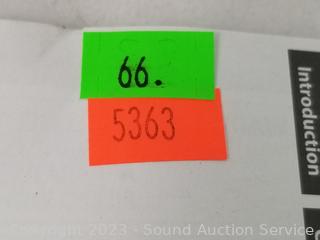 66.
5363
Introduction
Copyright 2023 - Sound Auction Service